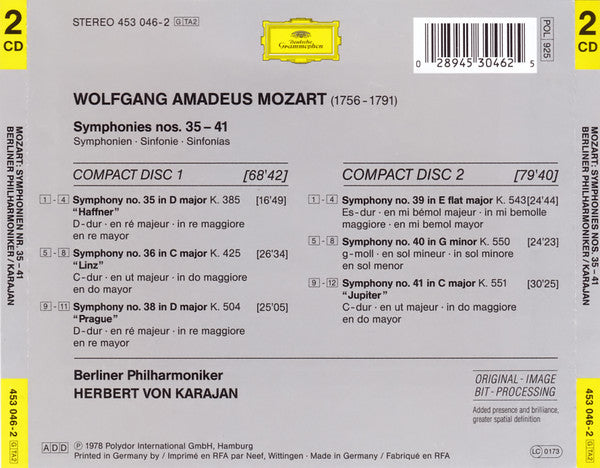 2
CD
MOZART: SYMPHONIEN NR. 35 – 41
BERLINER PHILHARMONIKER / KARAJAN
453 046-2 G TA2
STEREO 453 046-2 G TA2
Deutsche
Grammophon
0 28945 30462 5
POL 925
WOLFGANG AMADEUS MOZART (1756 – 1791)
Symphonies nos. 35 – 41
Symphonien · Sinfonie · Sinfonias
COMPACT DISC 1 [68'42]
1 - 4 Symphony no. 35 in D major K. 385 [16'49]
“Haffner”
D-dur · en ré majeur · in re maggiore
en re mayor
5 - 8 Symphony no. 36 in C major K. 425 [26'34]
“Linz”
C-dur · en ut majeur · in do maggiore
en do mayor
9 - 11 Symphony no. 38 in D major K. 504 [25'05]
“Prague”
D-dur · en ré majeur · in re maggiore
en re mayor
COMPACT DISC 2 [79'40]
1 - 4 Symphony no. 39 in E flat major K. 543 [24'44]
Es-dur · en mi bémol majeur · in mi bemolle
maggiore · en mi bemol mayor
5 - 8 Symphony no. 40 in G minor K. 550 [24'23]
g-moll · en sol mineur · in sol minore
en sol menor
9 - 12 Symphony no. 41 in C major K. 551 [30'25]
“Jupiter”
C-dur · en ut majeur · in do maggiore
en do mayor
Berliner Philharmoniker
HERBERT VON KARAJAN
ORIGINAL - IMAGE
BIT - PROCESSING
Added presence and brilliance,
greater spatial definition
ADD ℗ 1978 Polydor International GmbH, Hamburg
Printed in Germany by / Imprimé en RFA par Neef, Wittingen · Made in Germany / Fabriqué en RFA
LC 0173
2
CD
MOZART: SYMPHONIES NOS. 35 – 41
BERLINER PHILHARMONIKER / KARAJAN
453 046-2 G TA2